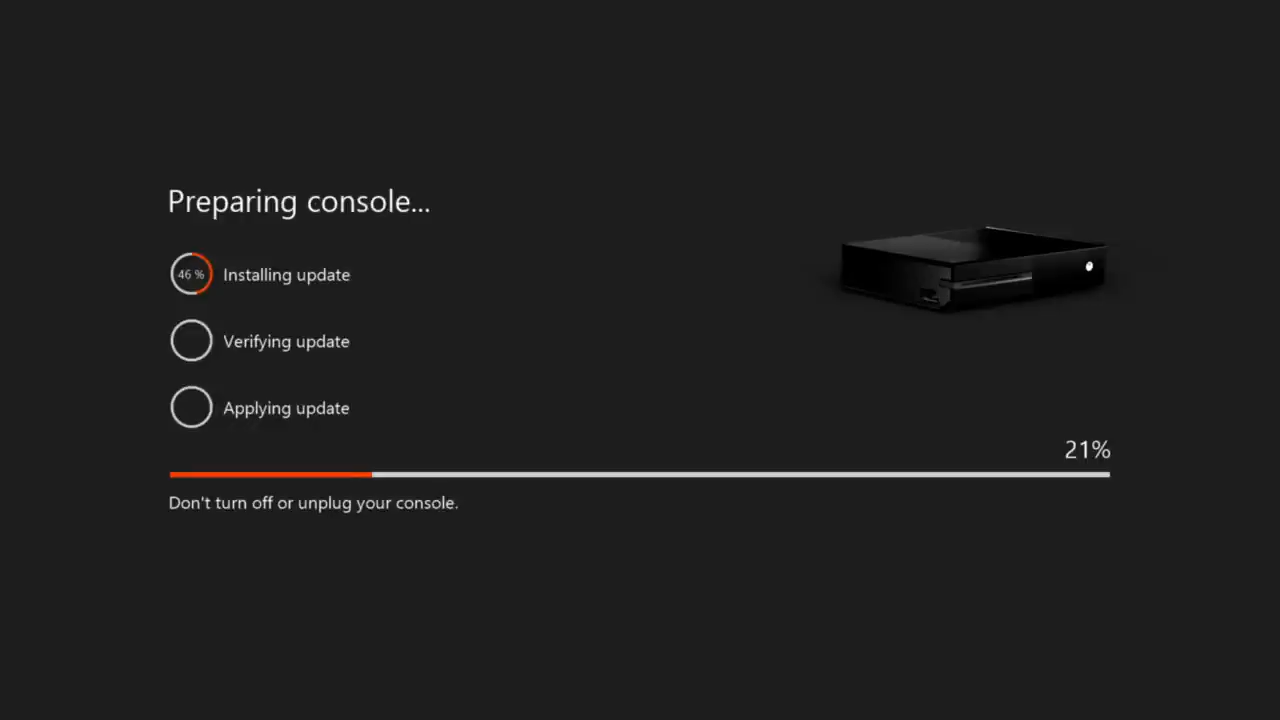 Preparing console...
46 %
Installing update
Verifying update
Applying update
21%
Don't turn off or unplug your console.